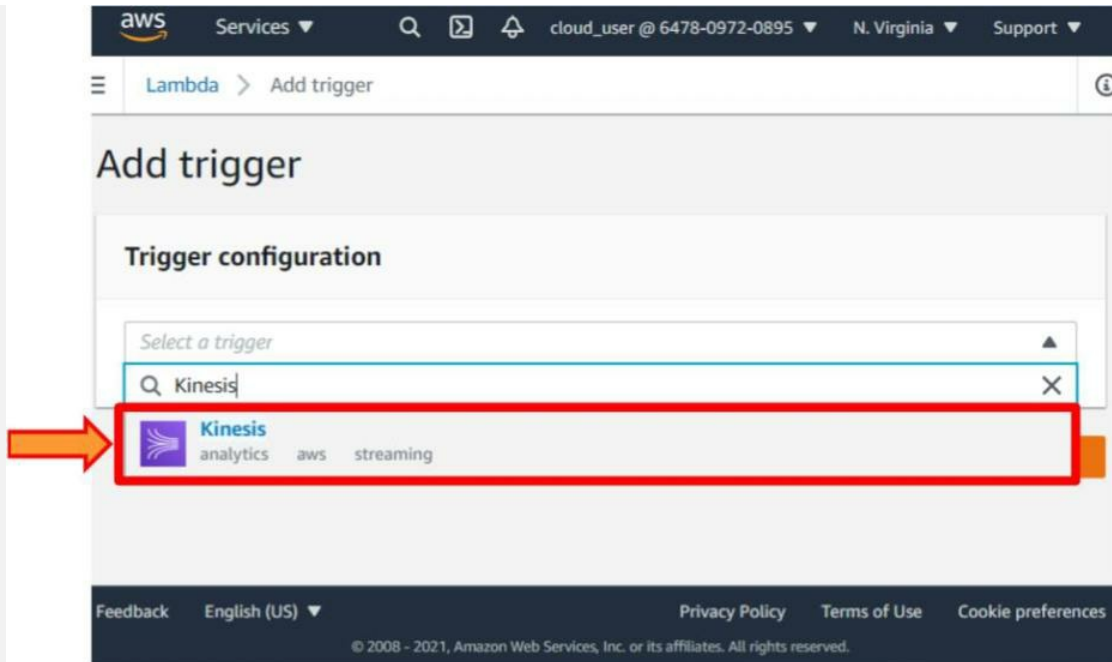 aws Services ▼ cloud_user @ 6478-0972-0895 ▼ N. Virginia ▼ Support ▼
Lambda > Add trigger
Add trigger
Trigger configuration
Select a trigger
Kinesis
Kinesis
analytics aws streaming
Feedback English (US) ▼ Privacy Policy Terms of Use Cookie preferences
© 2008 - 2021, Amazon Web Services, Inc. or its affiliates. All rights reserved.